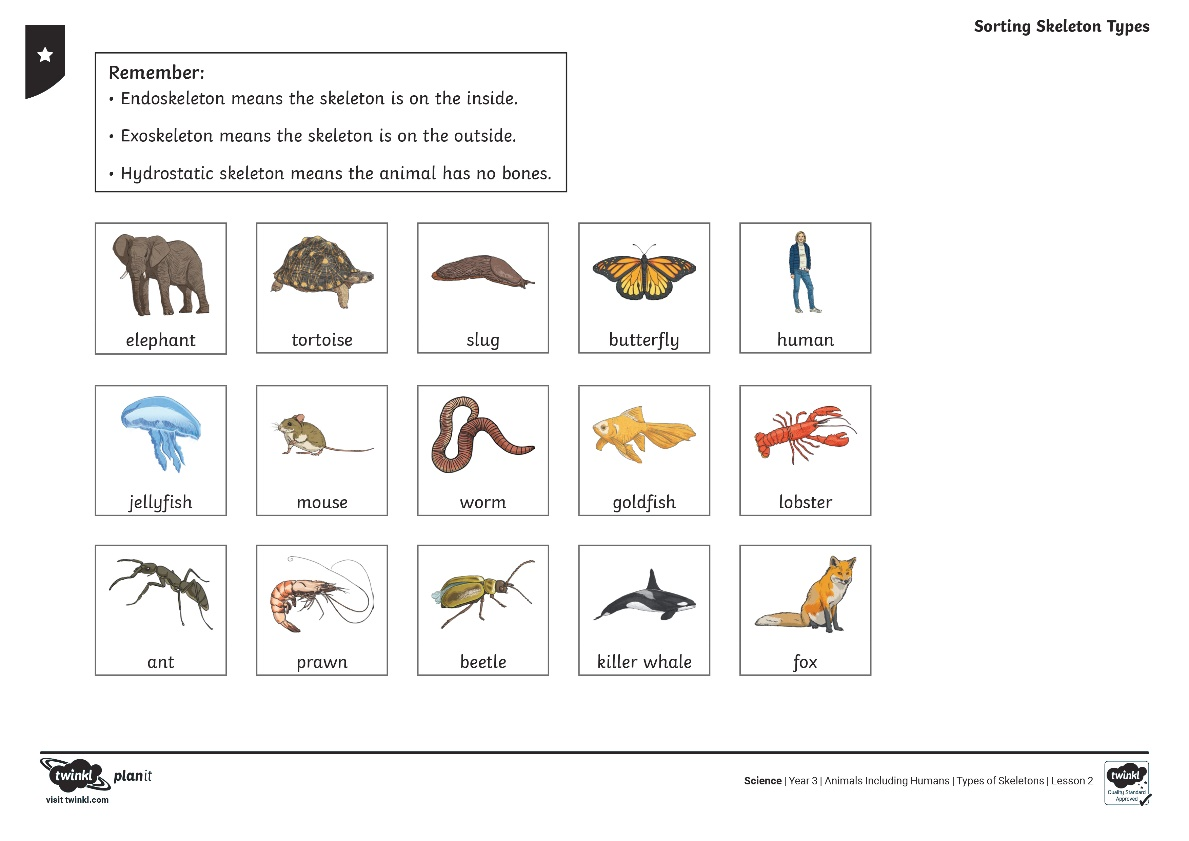 Sorting Skeleton Types
Remember:
• Endoskeleton means the skeleton is on the inside.
• Exoskeleton means the skeleton is on the outside.
• Hydrostatic skeleton means the animal has no bones.
elephant
tortoise
slug
butterfly
human
jellyfish
mouse
worm
goldfish
lobster
ant
prawn
beetle
killer whale
fox
twinkl planit
visit twinkl.com
Science | Year 3 | Animals Including Humans | Types of Skeletons | Lesson 2
twinkl
Quality Standard
Approved